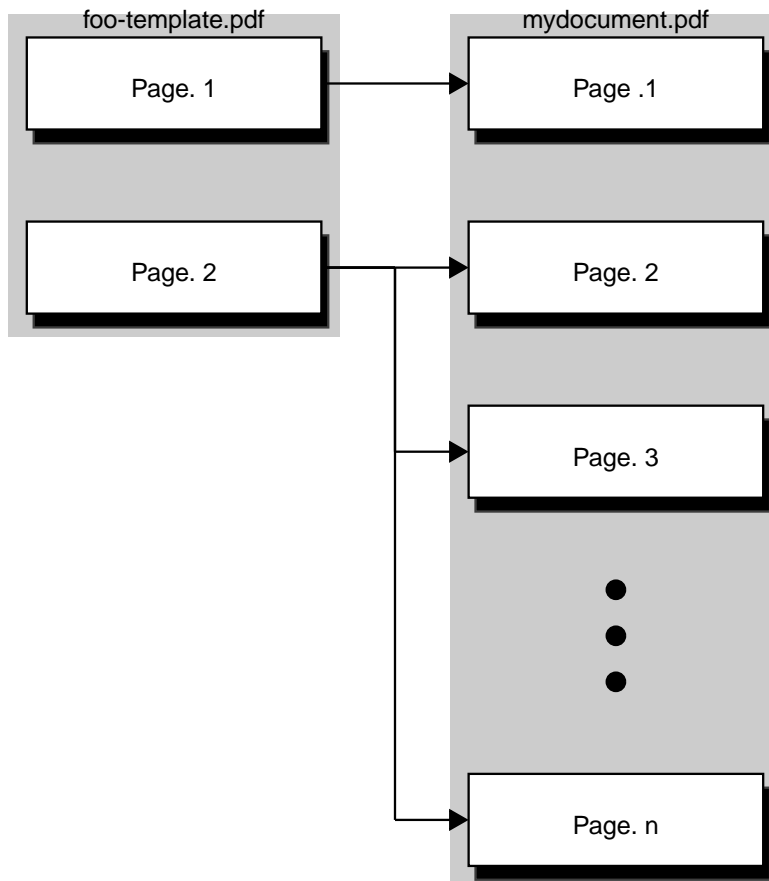 foo-template.pdf
mydocument.pdf
Page. 1
Page .1
Page. 2
Page. 2
Page. 3
Page. n